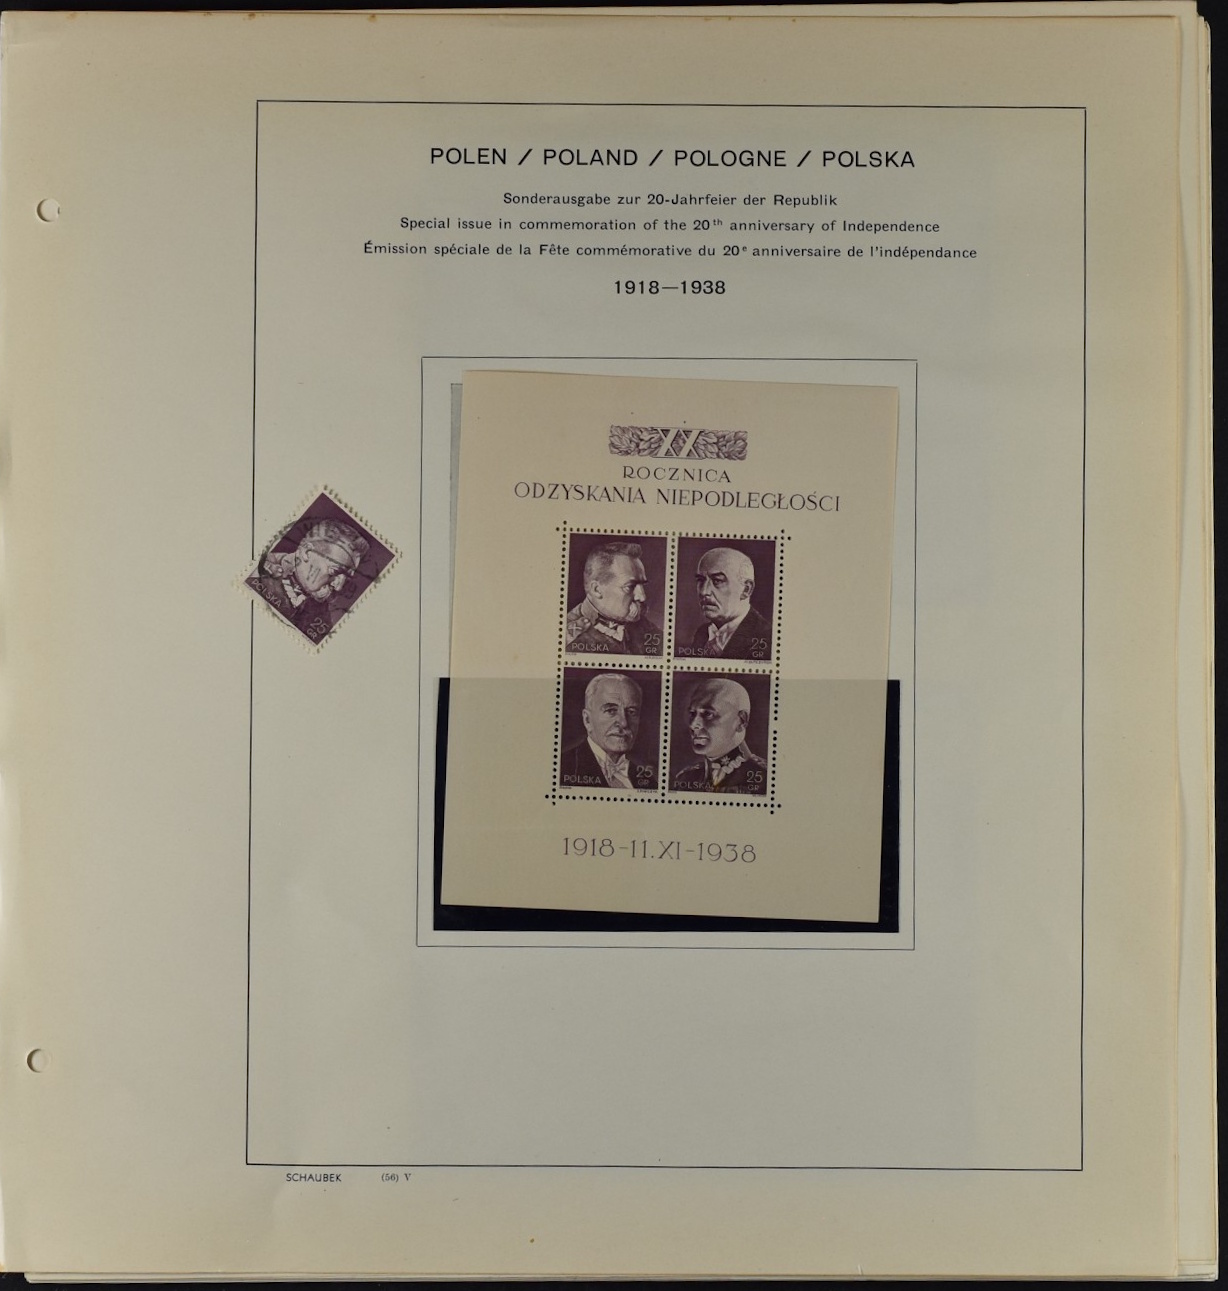 POLEN / POLAND / POLOGNE / POLSKA
Sonderausgabe zur 20-Jahrfeier der Republik
Special issue in commemoration of the 20th anniversary of Independence
Émission spéciale de la Fête commémorative du 20e anniversaire de l'indépendance
1918—1938
XX
ROCZNICA
ODZYSKANIA NIEPODLEGŁOŚCI
POLSKA 25 GR
POLSKA 25 GR
POLSKA 25 GR
POLSKA 25 GR
1918-11.XI-1938
POLSKA 25 GR
SCHAUBEK (56) V